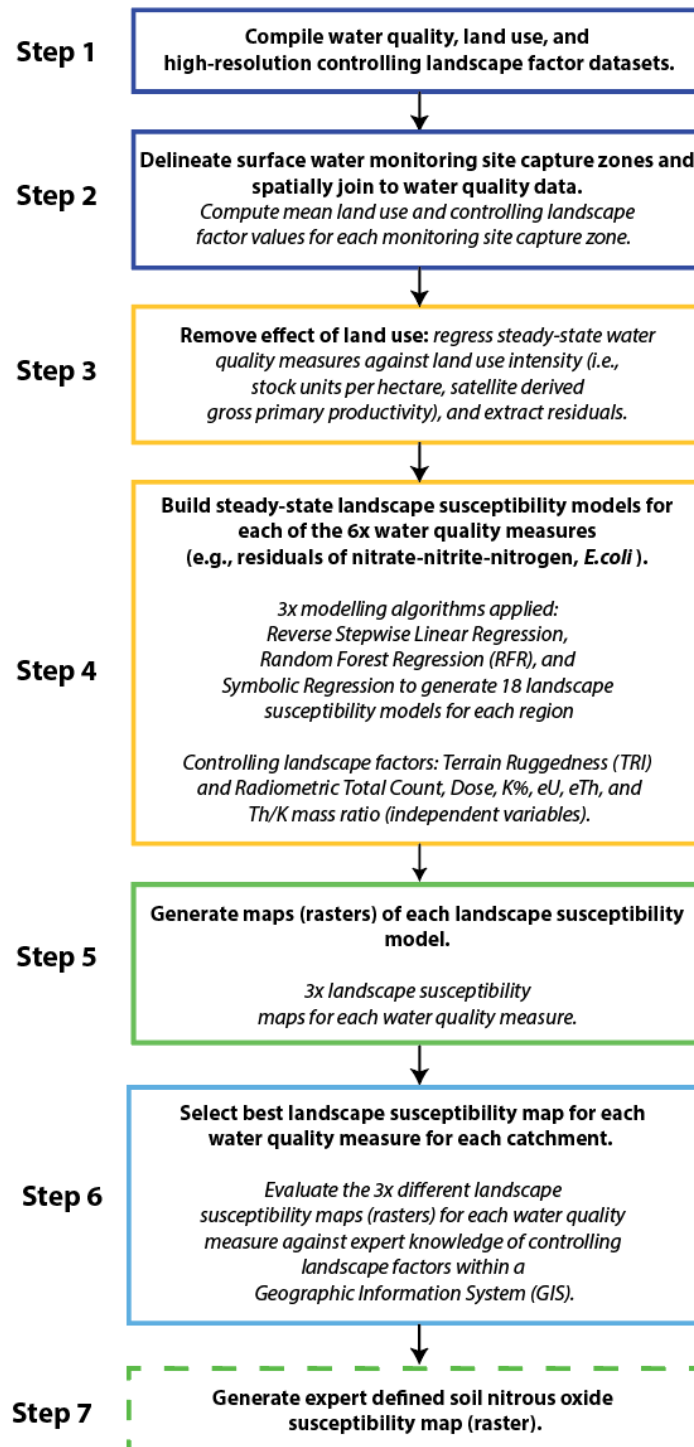 Step 1
Compile water quality, land use, and
high-resolution controlling landscape factor datasets.
Step 2
Delineate surface water monitoring site capture zones and
spatially join to water quality data.
Compute mean land use and controlling landscape
factor values for each monitoring site capture zone.
Step 3
Remove effect of land use: regress steady-state water
quality measures against land use intensity (i.e.,
stock units per hectare, satellite derived
gross primary productivity), and extract residuals.
Step 4
Build steady-state landscape susceptibility models for
each of the 6x water quality measures
(e.g., residuals of nitrate-nitrite-nitrogen, E.coli ).
3x modelling algorithms applied:
Reverse Stepwise Linear Regression,
Random Forest Regression (RFR), and
Symbolic Regression to generate 18 landscape
susceptibility models for each region
Controlling landscape factors: Terrain Ruggedness (TRI)
and Radiometric Total Count, Dose, K%, eU, eTh, and
Th/K mass ratio (independent variables).
Step 5
Generate maps (rasters) of each landscape susceptibility
model.
3x landscape susceptibility
maps for each water quality measure.
Step 6
Select best landscape susceptibility map for each
water quality measure for each catchment.
Evaluate the 3x different landscape
susceptibility maps (rasters) for each water quality
measure against expert knowledge of controlling
landscape factors within a
Geographic Information System (GIS).
Step 7
Generate expert defined soil nitrous oxide
susceptibility map (raster).